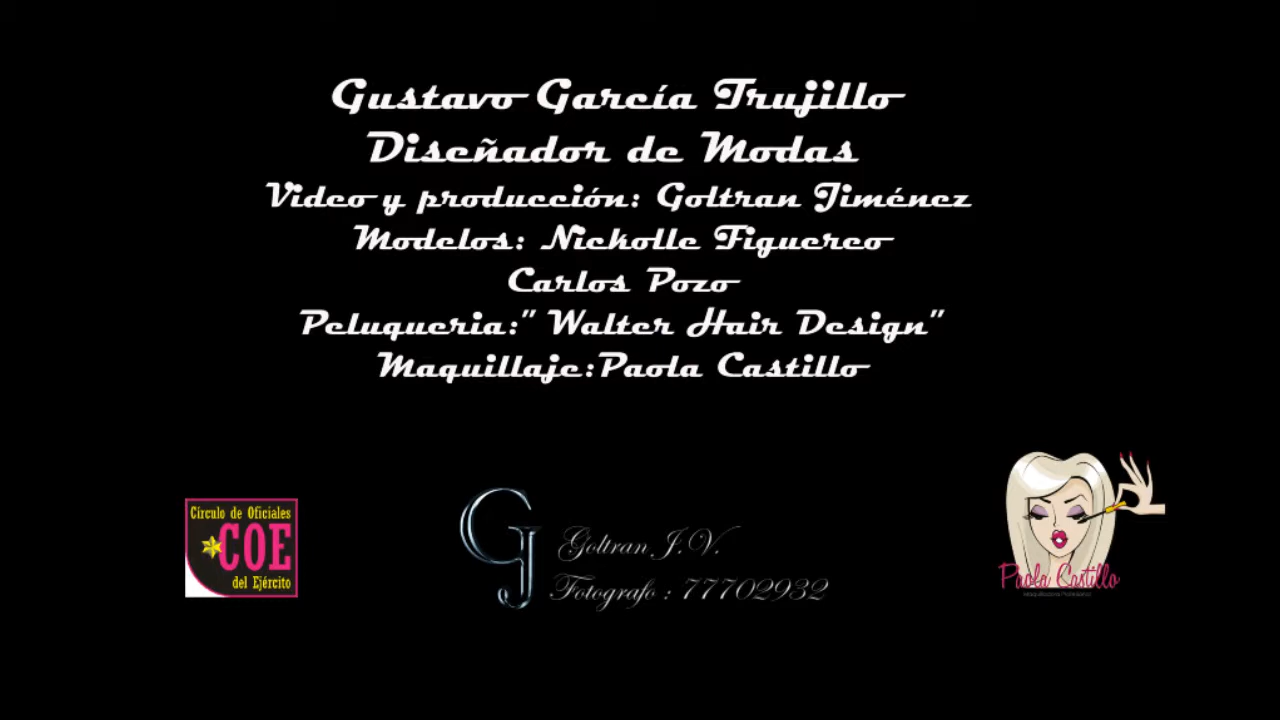 Gustavo García Trujillo
Diseñador de Modas
Video y producción: Goltran Jiménez
Modelos: Nickolle Figuereo
Carlos Pozo
Peluqueria:" Walter Hair Design"
Maquillaje:Paola Castillo
Círculo de Oficiales
COE
del Ejército
GJ
Goltran J.V.
Fotografo : 77702932
Paola Castillo